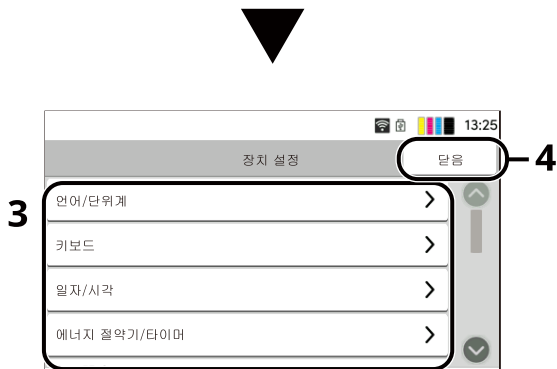 13:25
장치 설정
닫음
4
3
언어/단위계
키보드
일자/시각
에너지 절약기/타이머